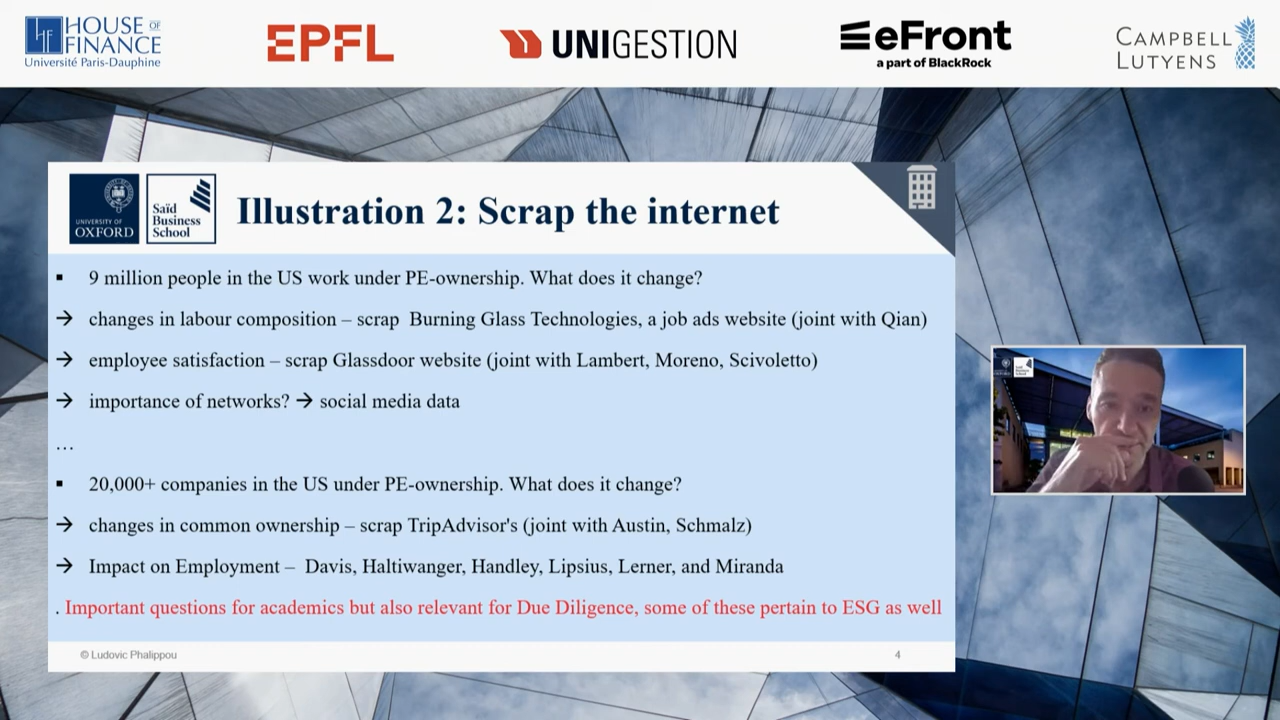 HOUSE OF
FINANCE
Université Paris-Dauphine
EPFL
UNIGESTION
eFront
a part of BlackRock
CAMPBELL
LUTYENS
UNIVERSITY OF
OXFORD
Saïd
Business
School
Illustration 2: Scrap the internet
▪ 9 million people in the US work under PE-ownership. What does it change?
→ changes in labour composition – scrap Burning Glass Technologies, a job ads website (joint with Qian)
→ employee satisfaction – scrap Glassdoor website (joint with Lambert, Moreno, Scivoletto)
→ importance of networks? → social media data
…
▪ 20,000+ companies in the US under PE-ownership. What does it change?
→ changes in common ownership – scrap TripAdvisor's (joint with Austin, Schmalz)
→ Impact on Employment – Davis, Haltiwanger, Handley, Lipsius, Lerner, and Miranda
. Important questions for academics but also relevant for Due Diligence, some of these pertain to ESG as well
© Ludovic Phalippou
4